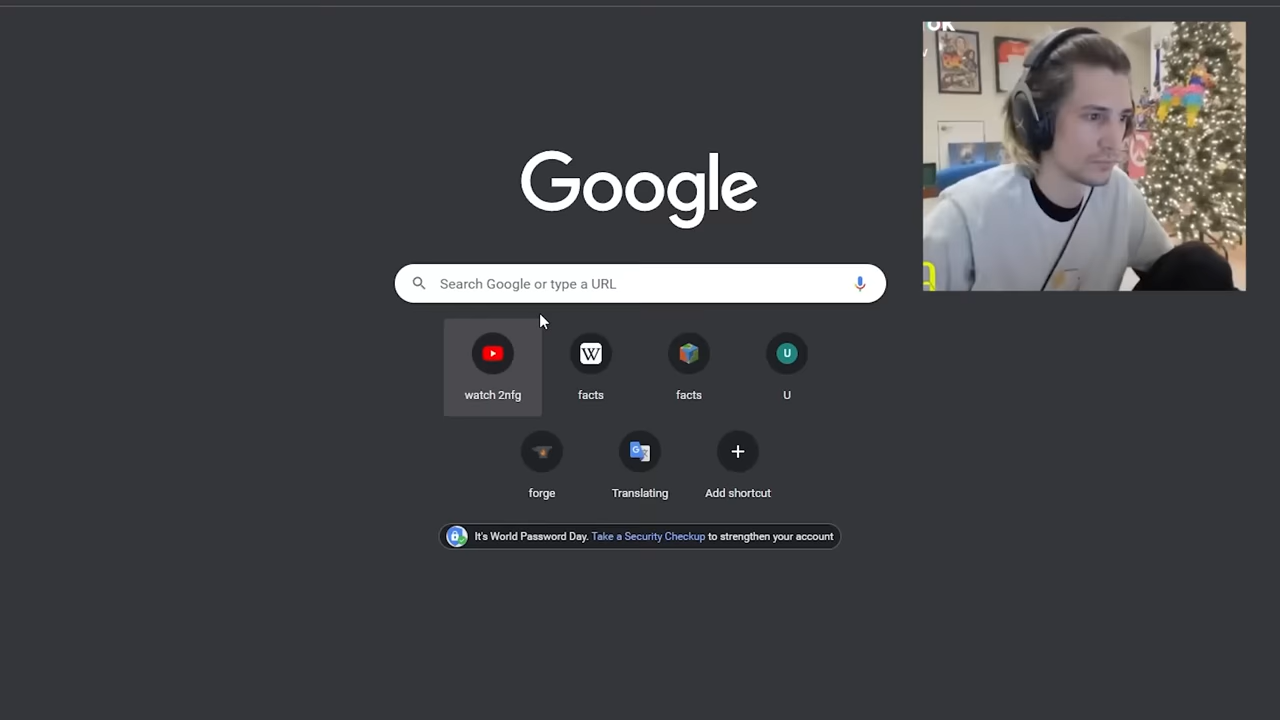 Google
Search Google or type a URL
watch 2nfg
W
facts
facts
U
U
forge
G
Translating
Add shortcut
It's World Password Day. Take a Security Checkup to strengthen your account